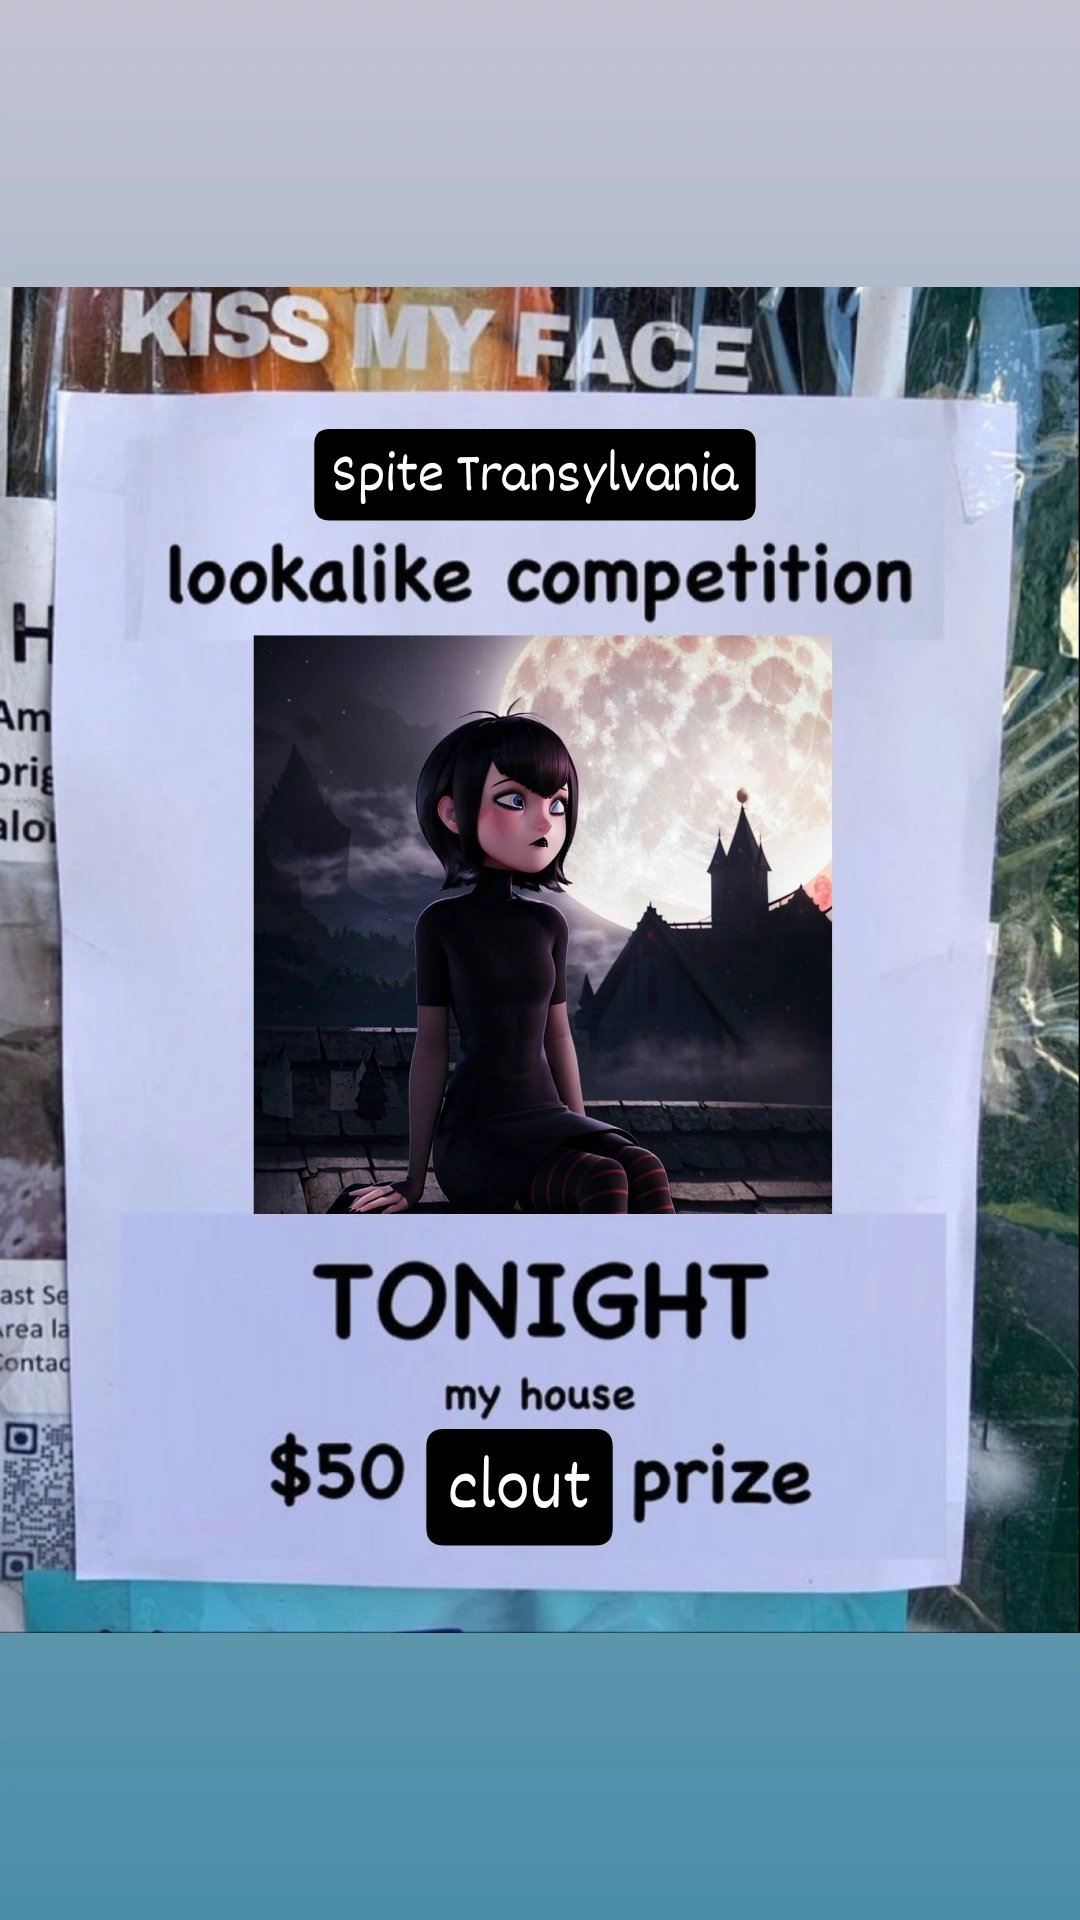 KISS MY FACE
Spite Transylvania
lookalike competition
TONIGHT
my house
$50 clout prize